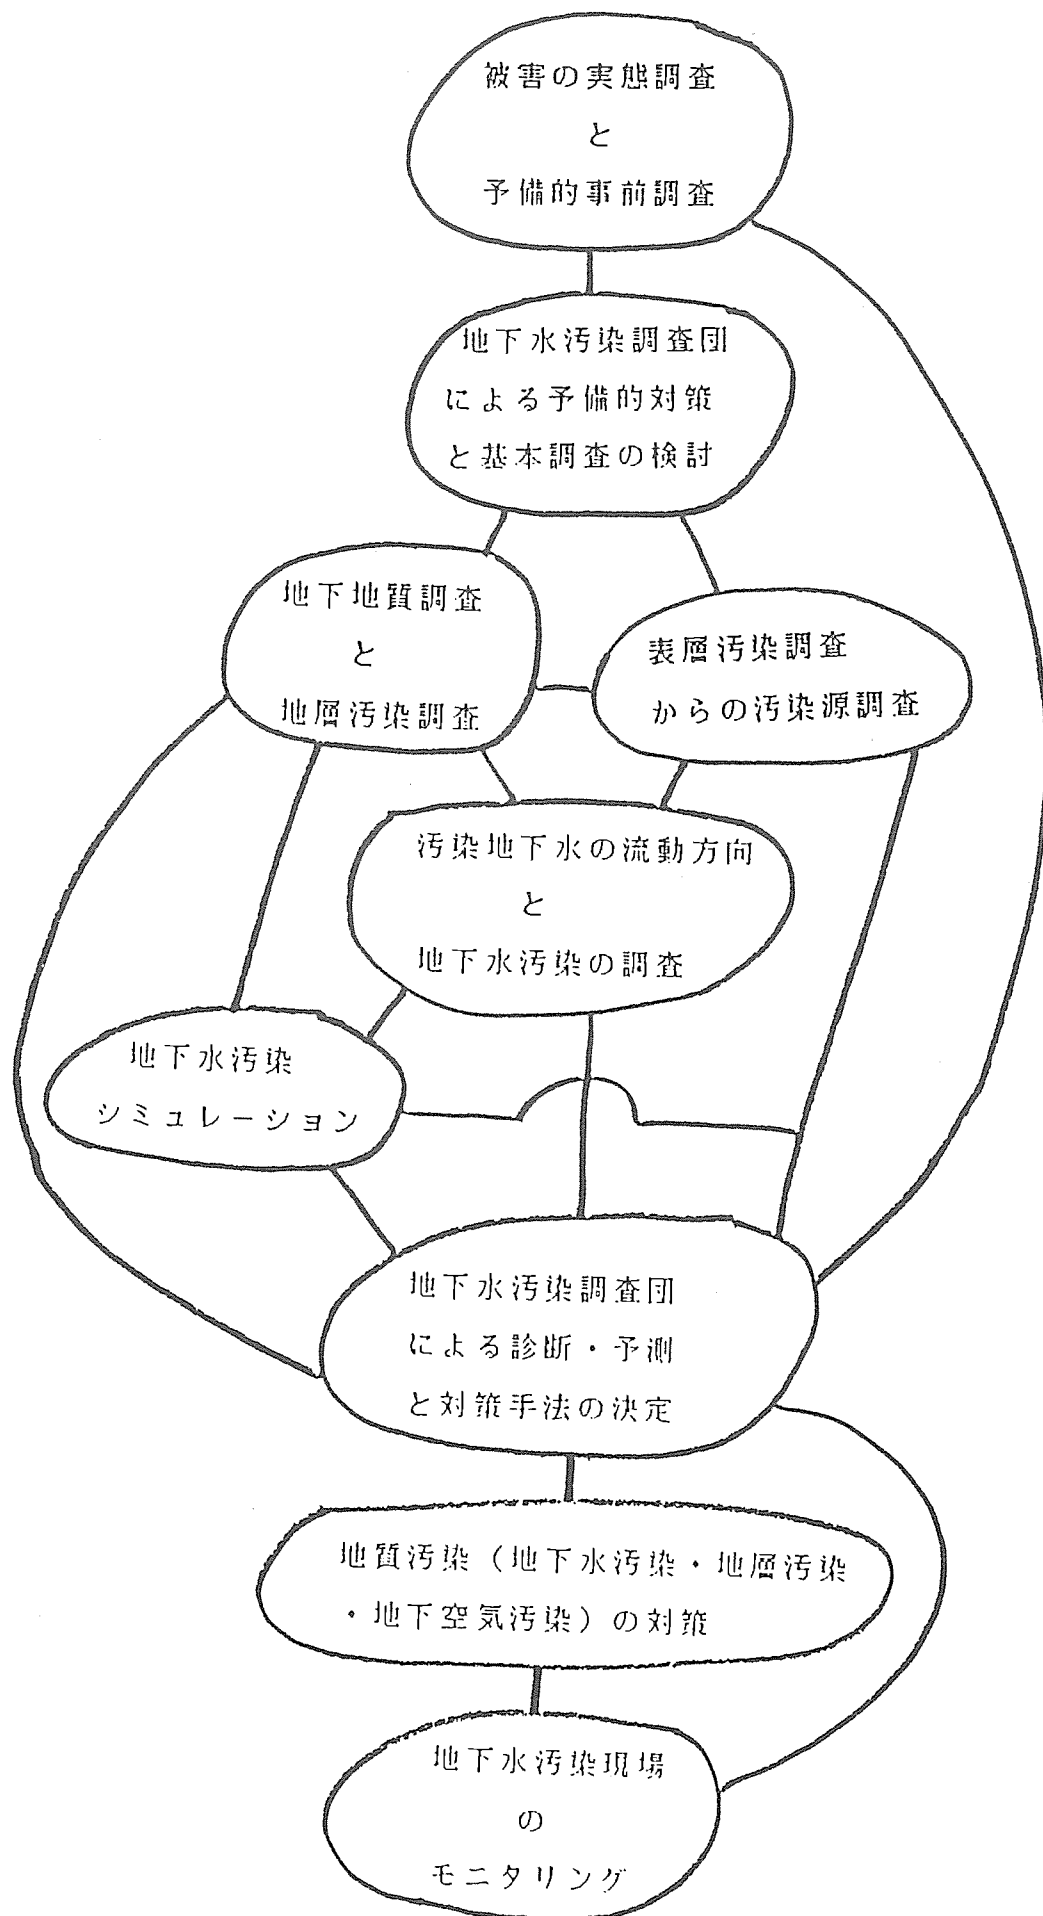 被害の実態調査
と
予備的事前調査
地下水汚染調査団
による予備的対策
と基本調査の検討
地下地質調査
と
地層汚染調査
表層汚染調査
からの汚染源調査
汚染地下水の流動方向
と
地下水汚染の調査
地下水汚染
シミュレーション
地下水汚染調査団
による診断・予測
と対策手法の決定
地質汚染（地下水汚染・地層汚染
・地下空気汚染）の対策
地下水汚染現場
の
モニタリング